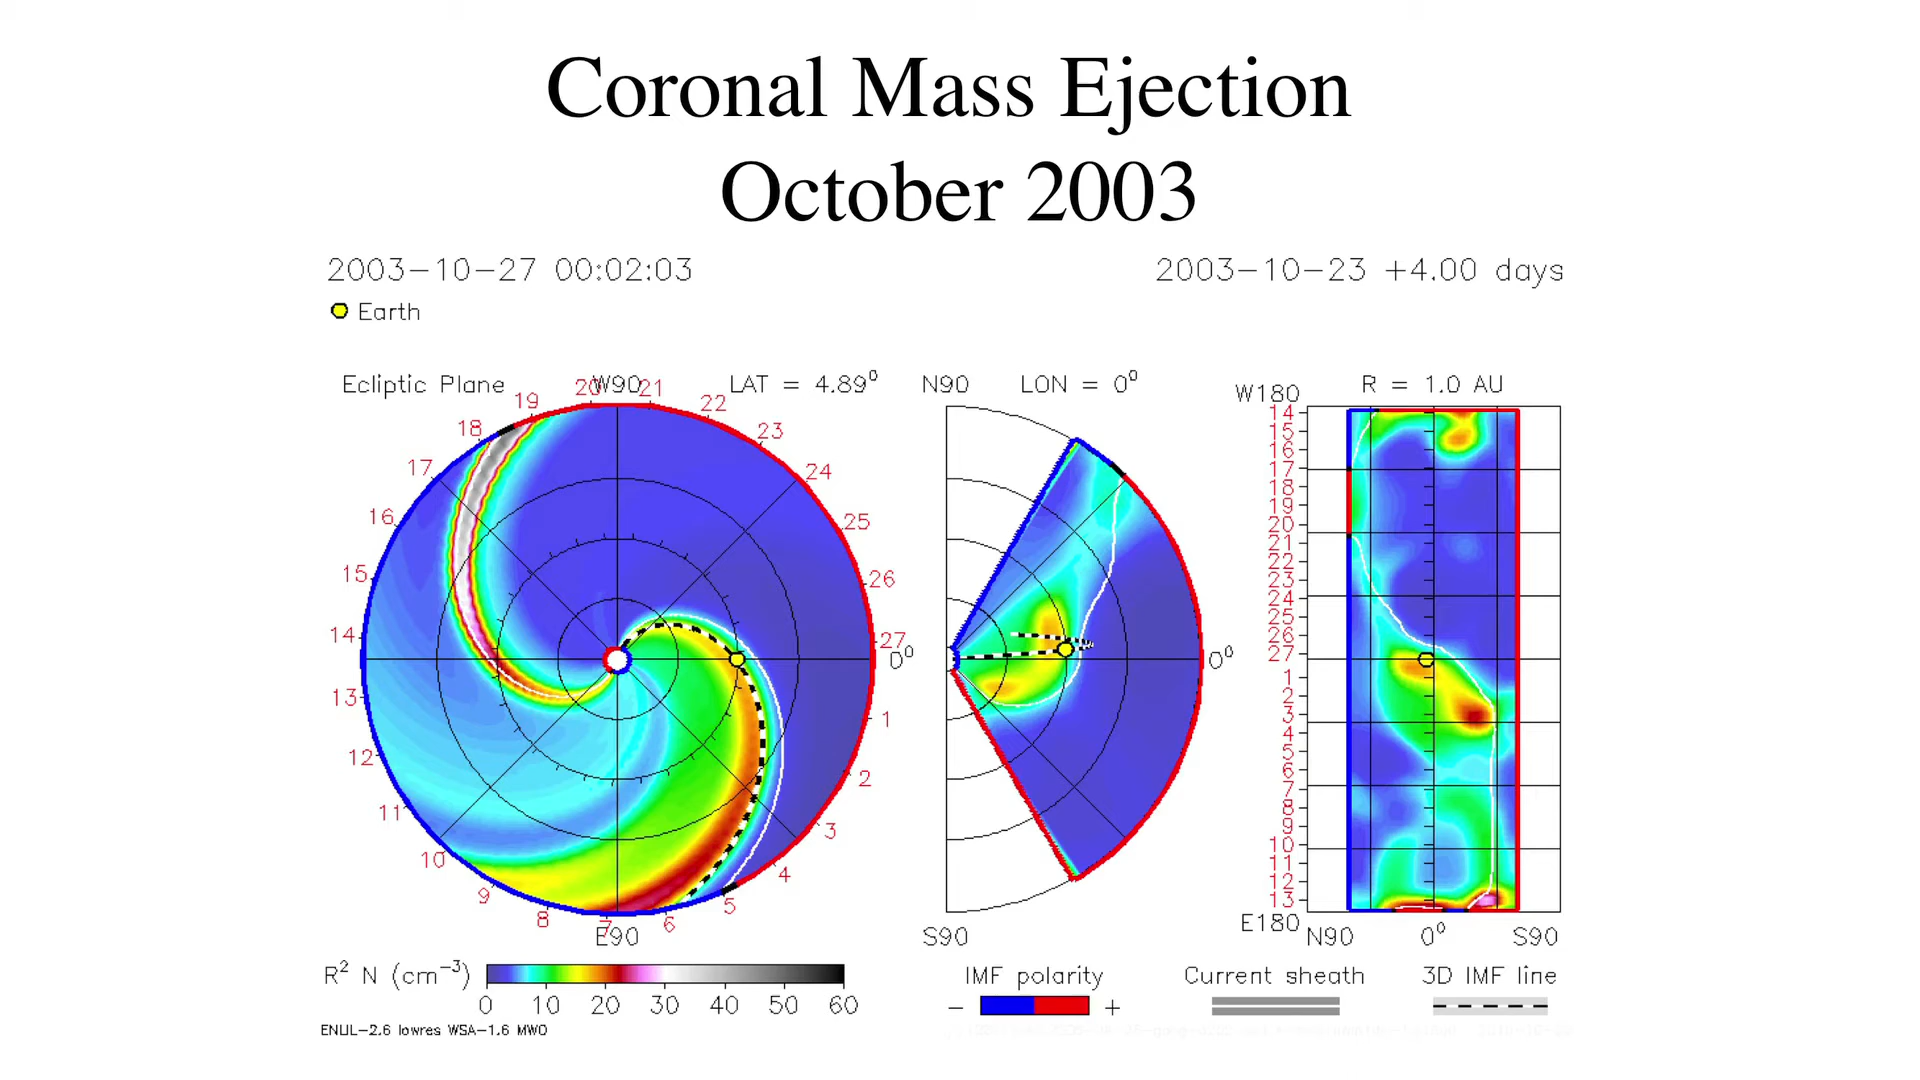 Coronal Mass Ejection
October 2003
2003-10-27 00:02:03
2003-10-23 +4.00 days
Earth
Ecliptic Plane
W90
LAT = 4.89⁰
N90
LON = 0⁰
W180
R = 1.0 AU
20
21
19
22
18
23
17
24
16
25
15
26
14
27
0⁰
13
1
12
2
11
3
10
4
9
5
8
6
7
E90
0⁰
S90
14
15
16
17
18
19
20
21
22
23
24
25
26
27
1
2
3
4
5
6
7
8
9
10
11
12
13
E180
N90
0⁰
S90
R² N (cm⁻³)
0 10 20 30 40 50 60
IMF polarity
- +
Current sheath
3D IMF line
ENLIL-2.6 lowres WSA-1.6 MWO